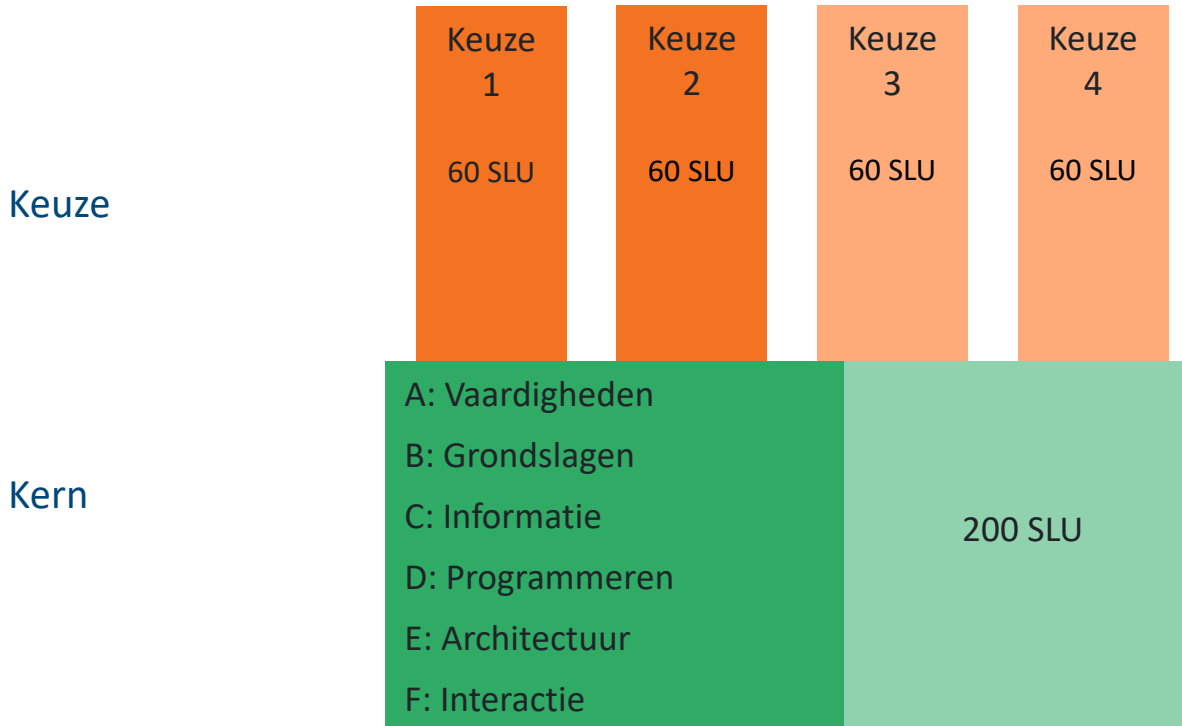 Keuze
1
60 SLU
Keuze
2
60 SLU
Keuze
3
60 SLU
Keuze
4
60 SLU
Keuze
A: Vaardigheden
B: Grondslagen
C: Informatie
D: Programmeren
E: Architectuur
F: Interactie
Kern
200 SLU